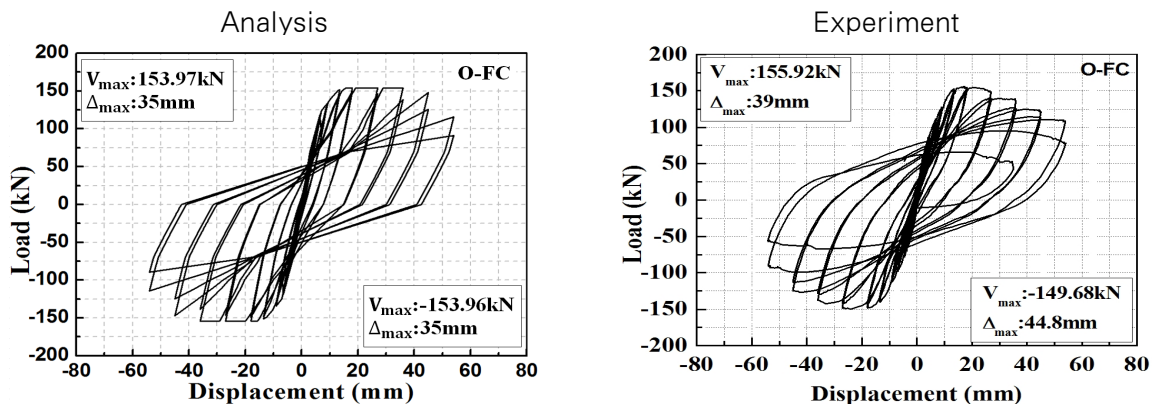 Analysis
Experiment
200
150
100
50
0
-50
-100
-150
-200
Load (kN)
-80 -60 -40 -20 0 20 40 60 80
Displacement (mm)
Vmax:153.97kN
Δmax:35mm
O-FC
Vmax:-153.96kN
Δmax:35mm
200
150
100
50
0
-50
-100
-150
-200
Load (kN)
-80 -60 -40 -20 0 20 40 60 80
Displacement (mm)
Vmax:155.92kN
Δmax:39mm
O-FC
Vmax:-149.68kN
Δmax:44.8mm